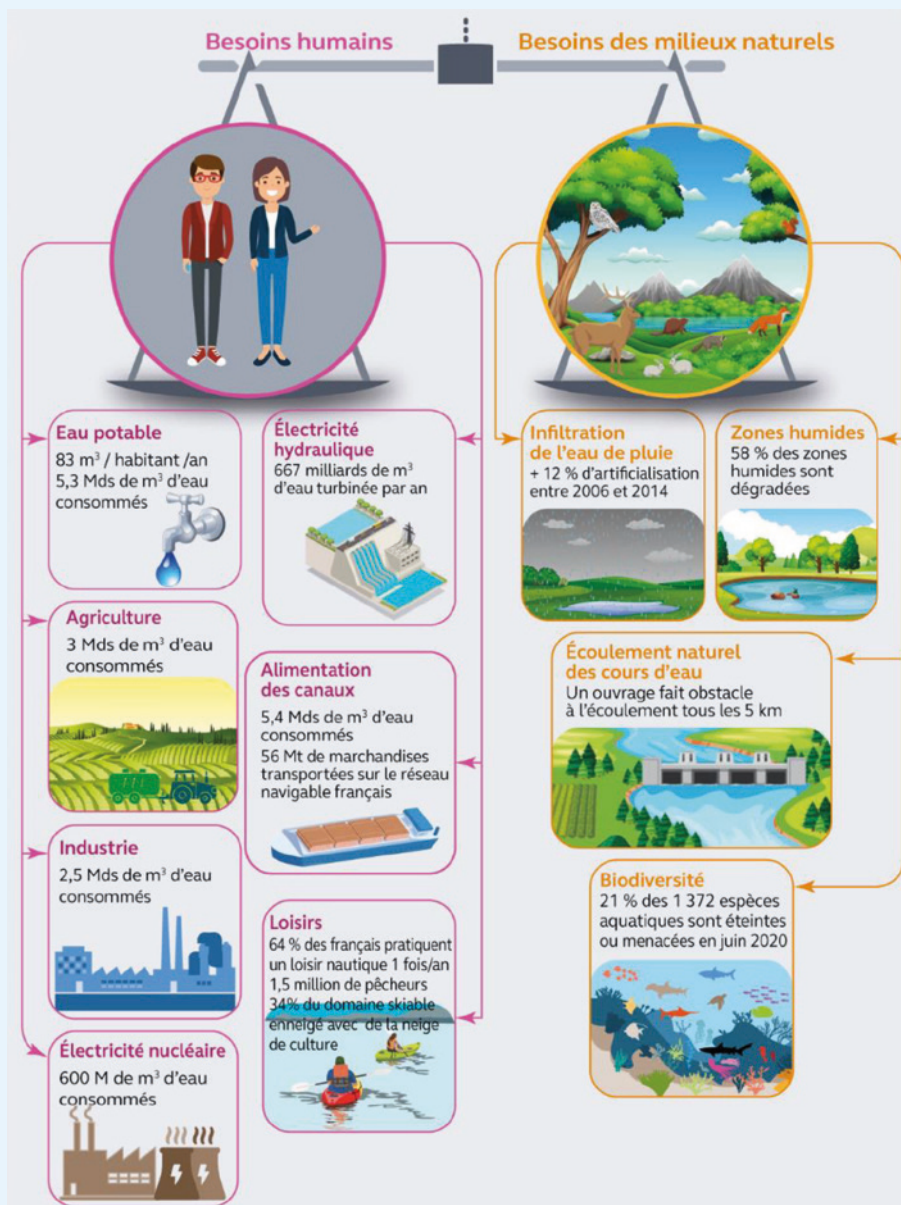 Besoins humains
Besoins des milieux naturels
Eau potable
83 m³ / habitant /an
5,3 Mds de m³ d'eau
consommés
Agriculture
3 Mds de m³ d'eau
consommés
Industrie
2,5 Mds de m³ d'eau
consommés
Électricité nucléaire
600 M de m³ d'eau
consommés
Électricité
hydraulique
667 milliards de m³
d'eau turbinée par an
Alimentation
des canaux
5,4 Mds de m³ d'eau
consommés
56 Mt de marchandises
transportées sur le réseau
navigable français
Loisirs
64 % des français pratiquent
un loisir nautique 1 fois/an
1,5 million de pêcheurs
34% du domaine skiable
enneigé avec de la neige
de culture
Infiltration
de l'eau de pluie
+ 12 % d'artificialisation
entre 2006 et 2014
Zones humides
58 % des zones
humides sont
dégradées
Écoulement naturel
des cours d'eau
Un ouvrage fait obstacle
à l'écoulement tous les 5 km
Biodiversité
21 % des 1 372 espèces
aquatiques sont éteintes
ou menacées en juin 2020